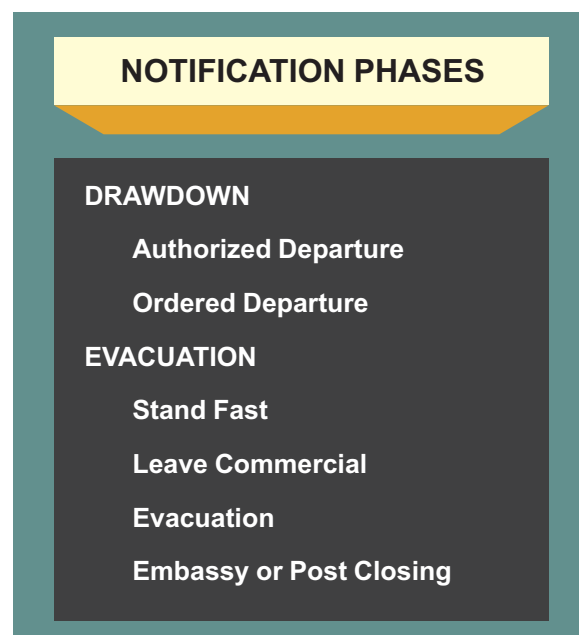 NOTIFICATION PHASES
DRAWDOWN
Authorized Departure
Ordered Departure
EVACUATION
Stand Fast
Leave Commercial
Evacuation
Embassy or Post Closing